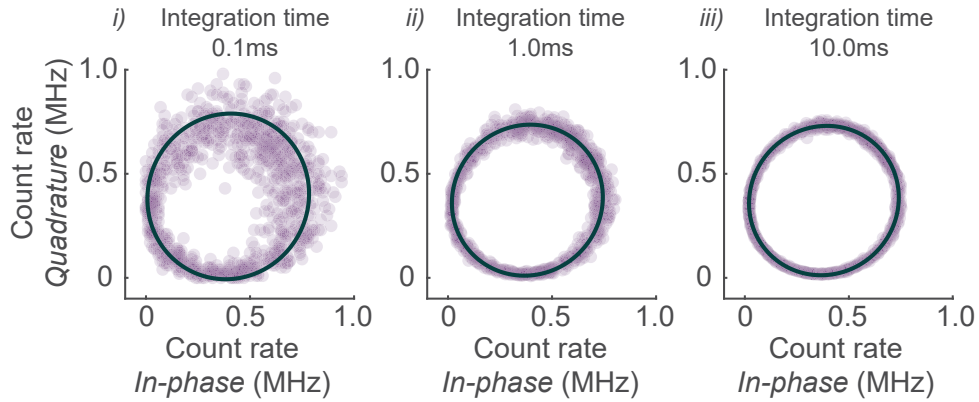 i) Integration time
0.1ms
ii) Integration time
1.0ms
iii) Integration time
10.0ms
Count rate
Quadrature (MHz)
1.0
0.5
0
0 0.5 1.0
Count rate
In-phase (MHz)
1.0
0.5
0
0 0.5 1.0
Count rate
In-phase (MHz)
1.0
0.5
0
0 0.5 1.0
Count rate
In-phase (MHz)